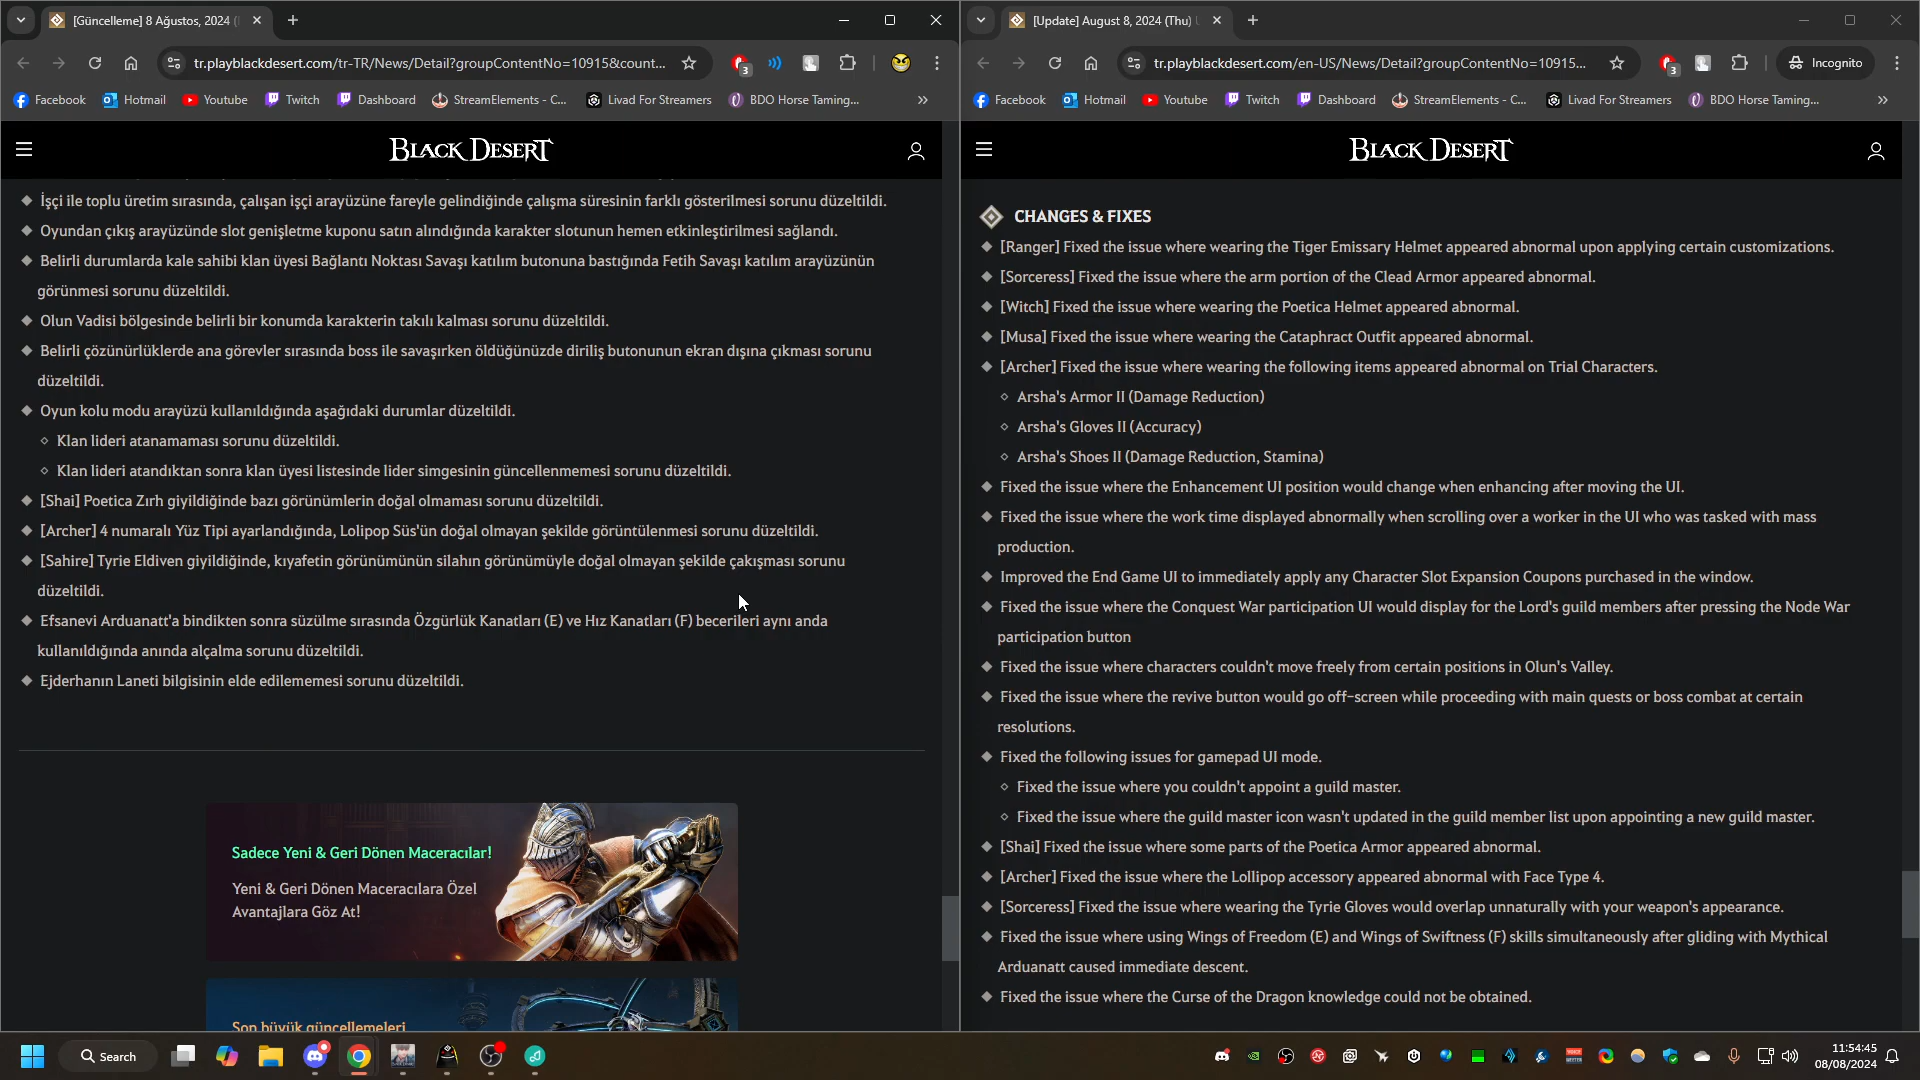 [Güncelleme] 8 Ağustos, 2024 (
tr.playblackdesert.com/tr-TR/News/Detail?groupContentNo=10915&count...
3
Facebook
Hotmail
Youtube
Twitch
Dashboard
StreamElements - C...
Livad For Streamers
BDO Horse Taming...
»
BLACK DESERT
İşçi ile toplu üretim sırasında, çalışan işçi arayüzüne fareyle gelindiğinde çalışma süresinin farklı gösterilmesi sorunu düzeltildi.
Oyundan çıkış arayüzünde slot genişletme kuponu satın alındığında karakter slotunun hemen etkinleştirilmesi sağlandı.
Belirli durumlarda kale sahibi klan üyesi Bağlantı Noktası Savaşı katılım butonuna bastığında Fetih Savaşı katılım arayüzünün
görünmesi sorunu düzeltildi.
Olun Vadisi bölgesinde belirli bir konumda karakterin takılı kalması sorunu düzeltildi.
Belirli çözünürlüklerde ana görevler sırasında boss ile savaşırken öldüğünüzde diriliş butonunun ekran dışına çıkması sorunu
düzeltildi.
Oyun kolu modu arayüzü kullanıldığında aşağıdaki durumlar düzeltildi.
Klan lideri atanamaması sorunu düzeltildi.
Klan lideri atandıktan sonra klan üyesi listesinde lider simgesinin güncellenmemesi sorunu düzeltildi.
[Shai] Poetica Zırh giyildiğinde bazı görünümlerin doğal olmaması sorunu düzeltildi.
[Archer] 4 numaralı Yüz Tipi ayarlandığında, Lolipop Süs'ün doğal olmayan şekilde görüntülenmesi sorunu düzeltildi.
[Sahire] Tyrie Eldiven giyildiğinde, kıyafetin görünümünün silahın görünümüyle doğal olmayan şekilde çakışması sorunu
düzeltildi.
Efsanevi Arduanatt'a bindikten sonra süzülme sırasında Özgürlük Kanatları (E) ve Hız Kanatları (F) becerileri aynı anda
kullanıldığında anında alçalma sorunu düzeltildi.
Ejderhanın Laneti bilgisinin elde edilememesi sorunu düzeltildi.
Sadece Yeni & Geri Dönen Maceracılar!
Yeni & Geri Dönen Maceracılara Özel
Avantajlara Göz At!
Son büyük güncellemeleri
[Update] August 8, 2024 (Thu)
tr.playblackdesert.com/en-US/News/Detail?groupContentNo=10915...
3
Incognito
Facebook
Hotmail
Youtube
Twitch
Dashboard
StreamElements - C...
Livad For Streamers
BDO Horse Taming...
»
BLACK DESERT
CHANGES & FIXES
[Ranger] Fixed the issue where wearing the Tiger Emissary Helmet appeared abnormal upon applying certain customizations.
[Sorceress] Fixed the issue where the arm portion of the Clead Armor appeared abnormal.
[Witch] Fixed the issue where wearing the Poetica Helmet appeared abnormal.
[Musa] Fixed the issue where wearing the Cataphract Outfit appeared abnormal.
[Archer] Fixed the issue where wearing the following items appeared abnormal on Trial Characters.
Arsha's Armor II (Damage Reduction)
Arsha's Gloves II (Accuracy)
Arsha's Shoes II (Damage Reduction, Stamina)
Fixed the issue where the Enhancement UI position would change when enhancing after moving the UI.
Fixed the issue where the work time displayed abnormally when scrolling over a worker in the UI who was tasked with mass
production.
Improved the End Game UI to immediately apply any Character Slot Expansion Coupons purchased in the window.
Fixed the issue where the Conquest War participation UI would display for the Lord's guild members after pressing the Node War
participation button
Fixed the issue where characters couldn't move freely from certain positions in Olun's Valley.
Fixed the issue where the revive button would go off-screen while proceeding with main quests or boss combat at certain
resolutions.
Fixed the following issues for gamepad UI mode.
Fixed the issue where you couldn't appoint a guild master.
Fixed the issue where the guild master icon wasn't updated in the guild member list upon appointing a new guild master.
[Shai] Fixed the issue where some parts of the Poetica Armor appeared abnormal.
[Archer] Fixed the issue where the Lollipop accessory appeared abnormal with Face Type 4.
[Sorceress] Fixed the issue where wearing the Tyrie Gloves would overlap unnaturally with your weapon's appearance.
Fixed the issue where using Wings of Freedom (E) and Wings of Swiftness (F) skills simultaneously after gliding with Mythical
Arduanatt caused immediate descent.
Fixed the issue where the Curse of the Dragon knowledge could not be obtained.
Search
11:54:45
08/08/2024